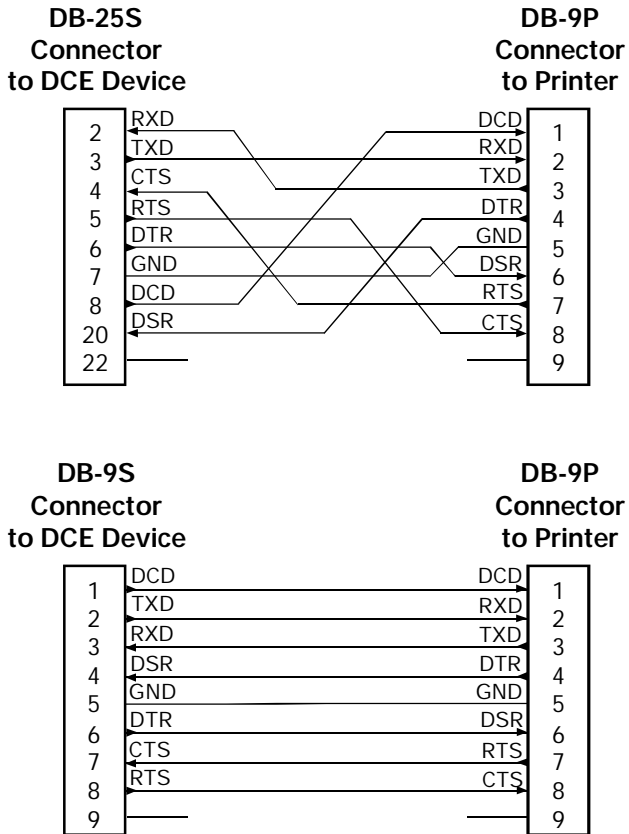 DB-25S
Connector
to DCE Device
DB-9P
Connector
to Printer
2 RXD
3 TXD
4 CTS
5 RTS
6 DTR
7 GND
8 DCD
20 DSR
22
DCD 1
RXD 2
TXD 3
DTR 4
GND 5
DSR 6
RTS 7
CTS 8
9
DB-9S
Connector
to DCE Device
DB-9P
Connector
to Printer
1 DCD
2 TXD
3 RXD
4 DSR
5 GND
6 DTR
7 CTS
8 RTS
9
DCD 1
RXD 2
TXD 3
DTR 4
GND 5
DSR 6
RTS 7
CTS 8
9